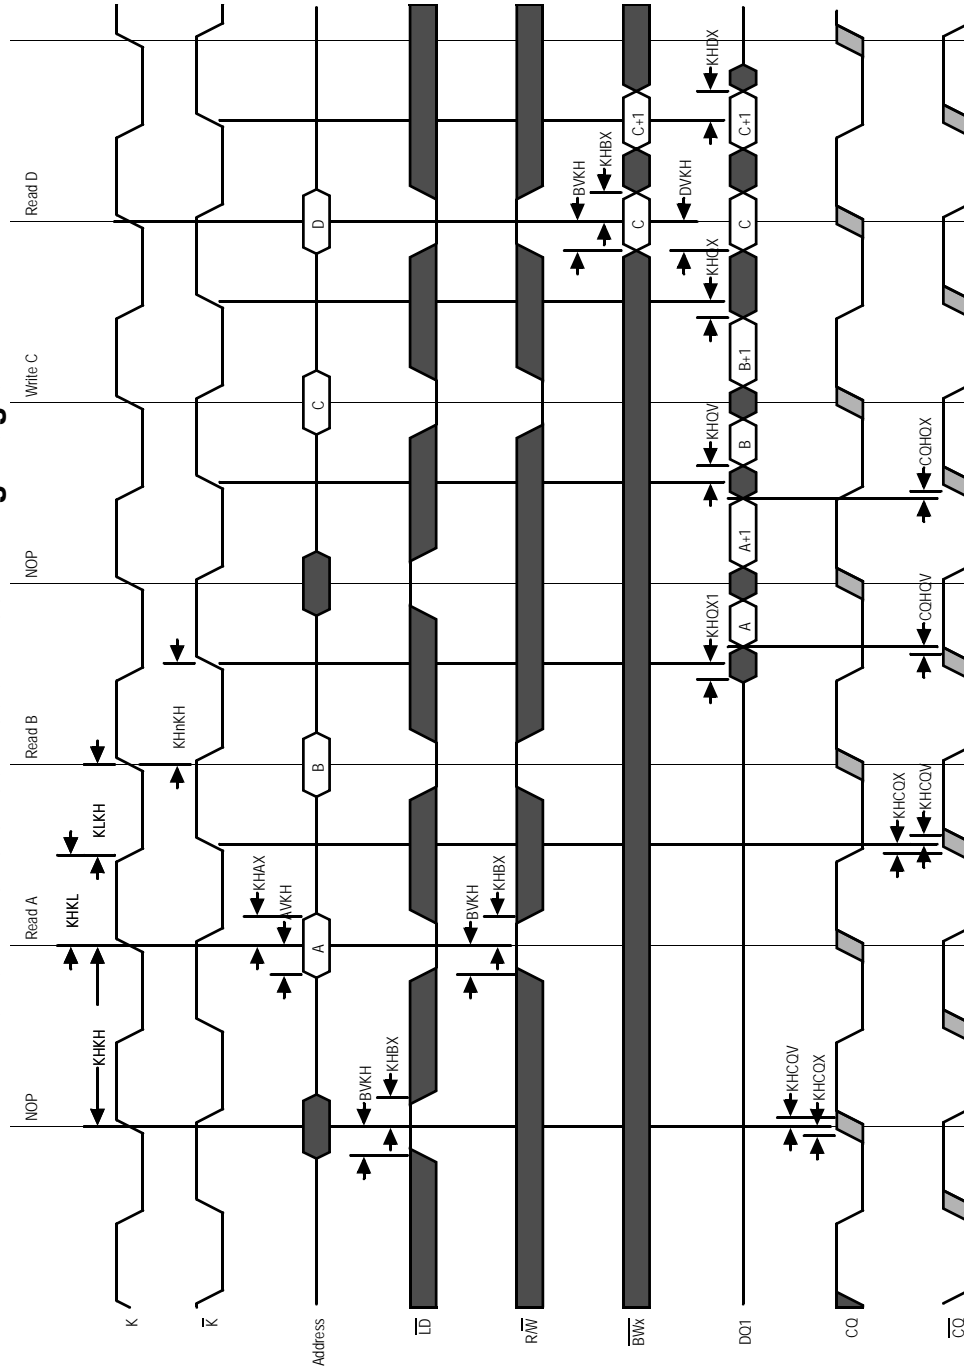 NOP
Read A
Read B
NOP
Write C
Read D
K
KHKH
KHKL
KLKH
K
KHnKH
Address
A
B
C
D
KHAX
AVKH
LD
BVKH
KHBX
R/W
BVKH
KHBX
BWx
C
C+1
BVKH
KHBX
DQ1
A
A+1
B
B+1
C
C+1
KHQX1
KHQV
KHQX
DVKH
KHDX
CQ
KHCQV
KHCQX
CQ
KHCQX
KHCQV
CQHQV
CQHQX